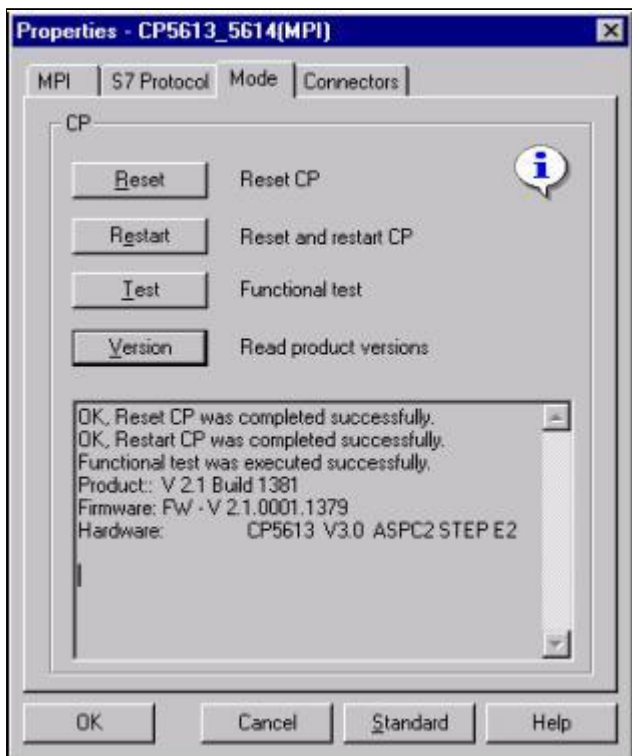 Properties - CP5613_5614(MPI)
MPI S7 Protocol Mode Connectors
CP
Reset Reset CP
Restart Reset and restart CP
Test Functional test
Version Read product versions
OK, Reset CP was completed successfully.
OK, Restart CP was completed successfully.
Functional test was executed successfully.
Product:: V 2.1 Build 1381
Firmware: FW - V 2.1.0001.1379
Hardware: CP5613 V3.0 ASPC2 STEP E2
OK Cancel Standard Help